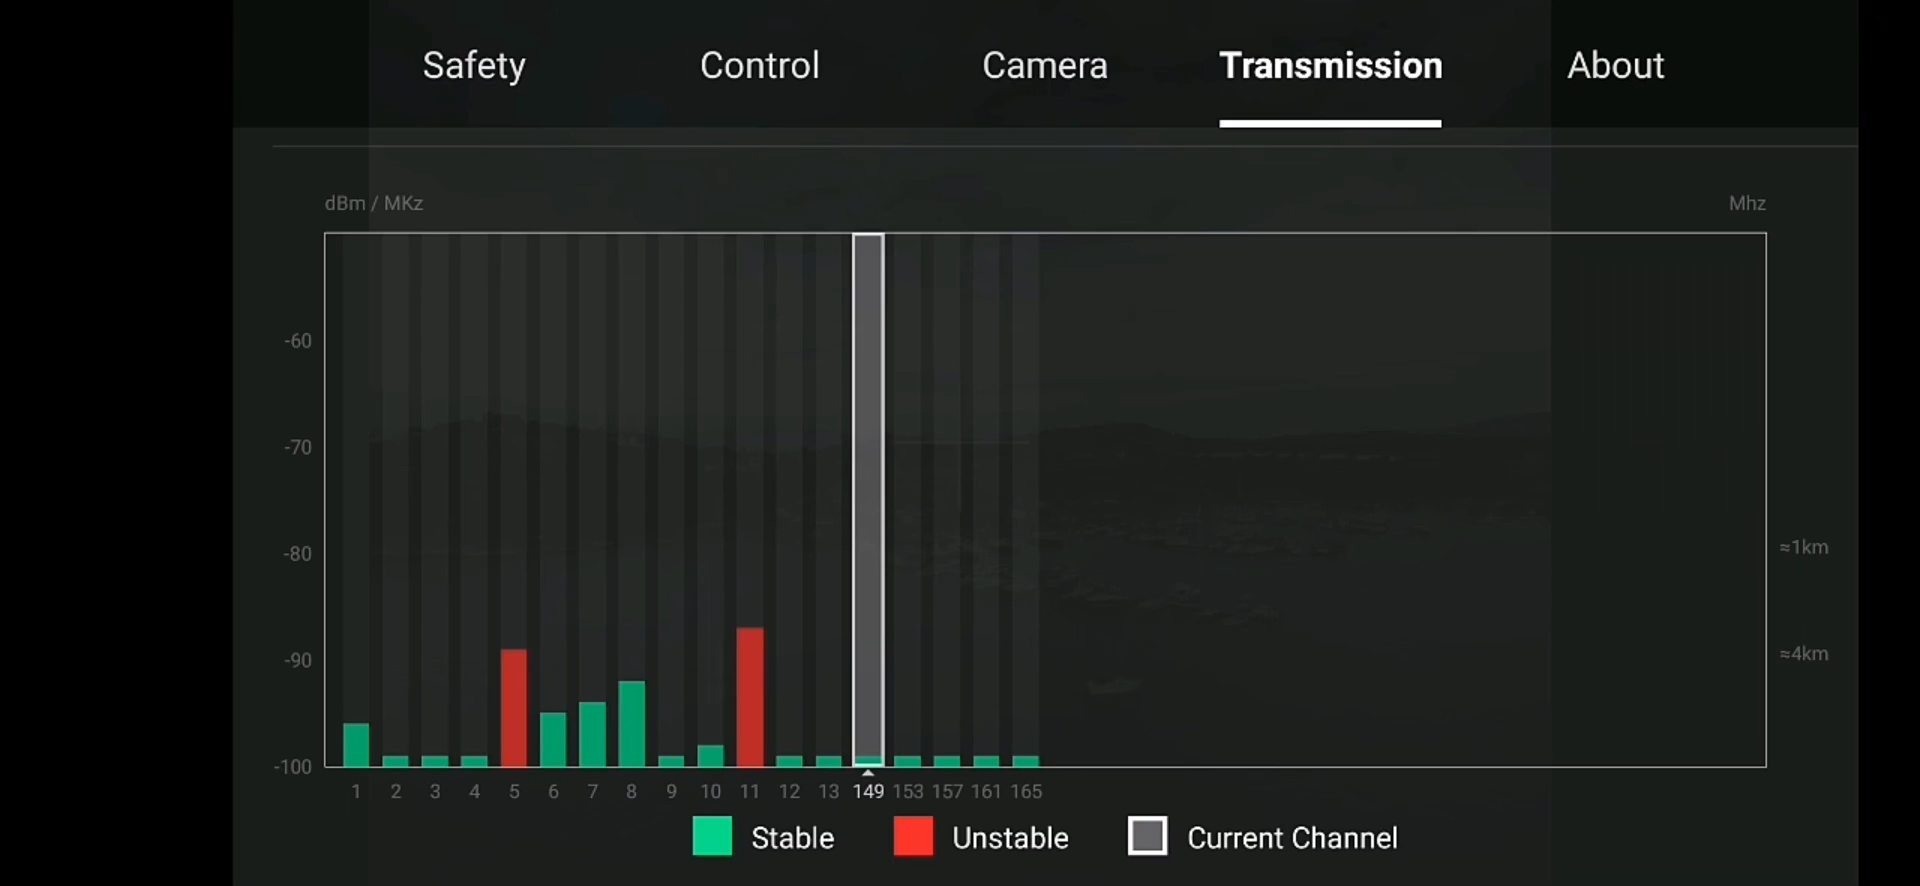 Safety Control Camera Transmission About
dBm / MKz Mhz
-60
-70
-80 ≈1km
-90 ≈4km
-100
1 2 3 4 5 6 7 8 9 10 11 12 13 149 153 157 161 165
Stable Unstable Current Channel